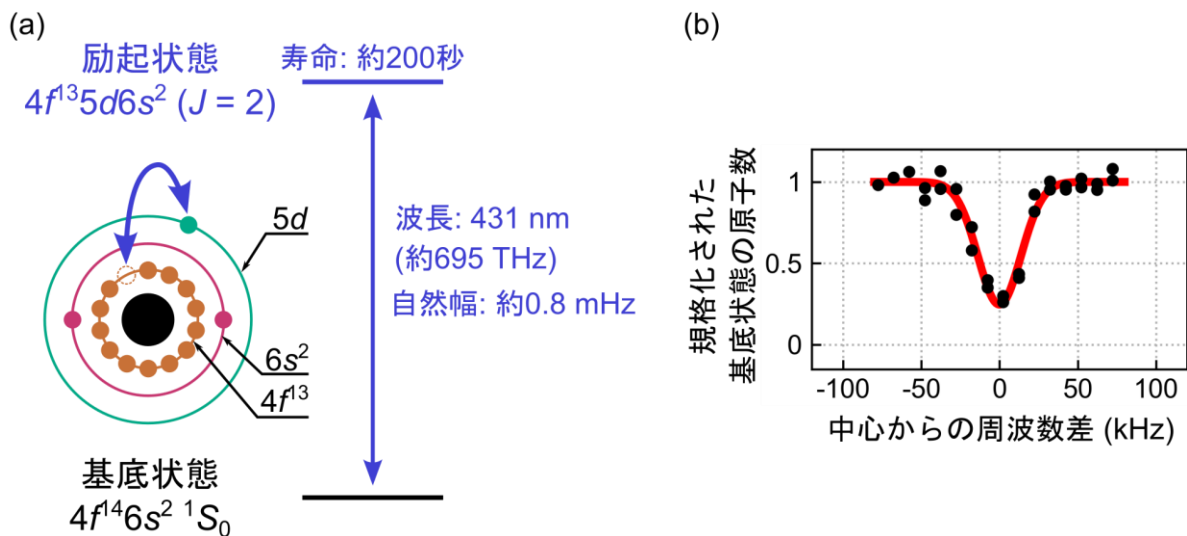 (a)
励起状態
4f¹³5d6s² (J = 2)
寿命: 約200秒
5d
6s²
4f¹³
波長: 431 nm
(約695 THz)
自然幅: 約0.8 mHz
基底状態
4f¹⁴6s² ¹S₀
(b)
規格化された
基底状態の原子数
1
0.5
0
-100 -50 0 50 100
中心からの周波数差 (kHz)